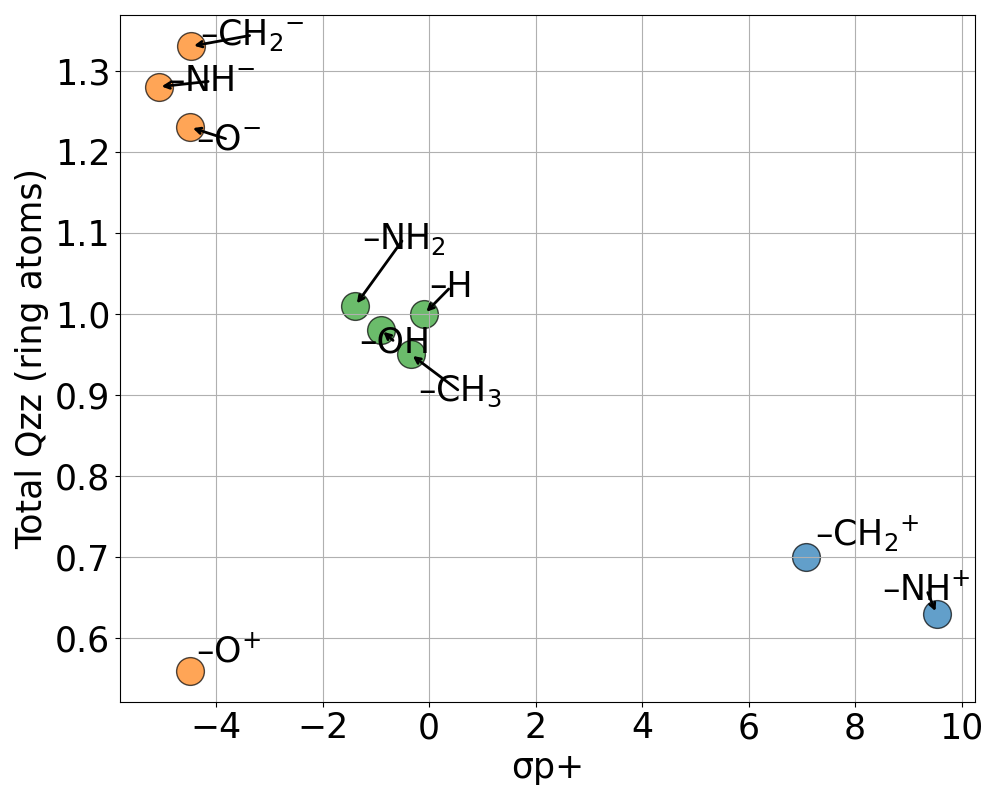 –CH₂⁻
–NH⁻
–O⁻
–NH₂
–H
–OH
–CH₃
–CH₂⁺
–NH⁺
–O⁺
1.3
1.2
1.1
1.0
0.9
0.8
0.7
0.6
Total Qzz (ring atoms)
−4 −2 0 2 4 6 8 10
σp+